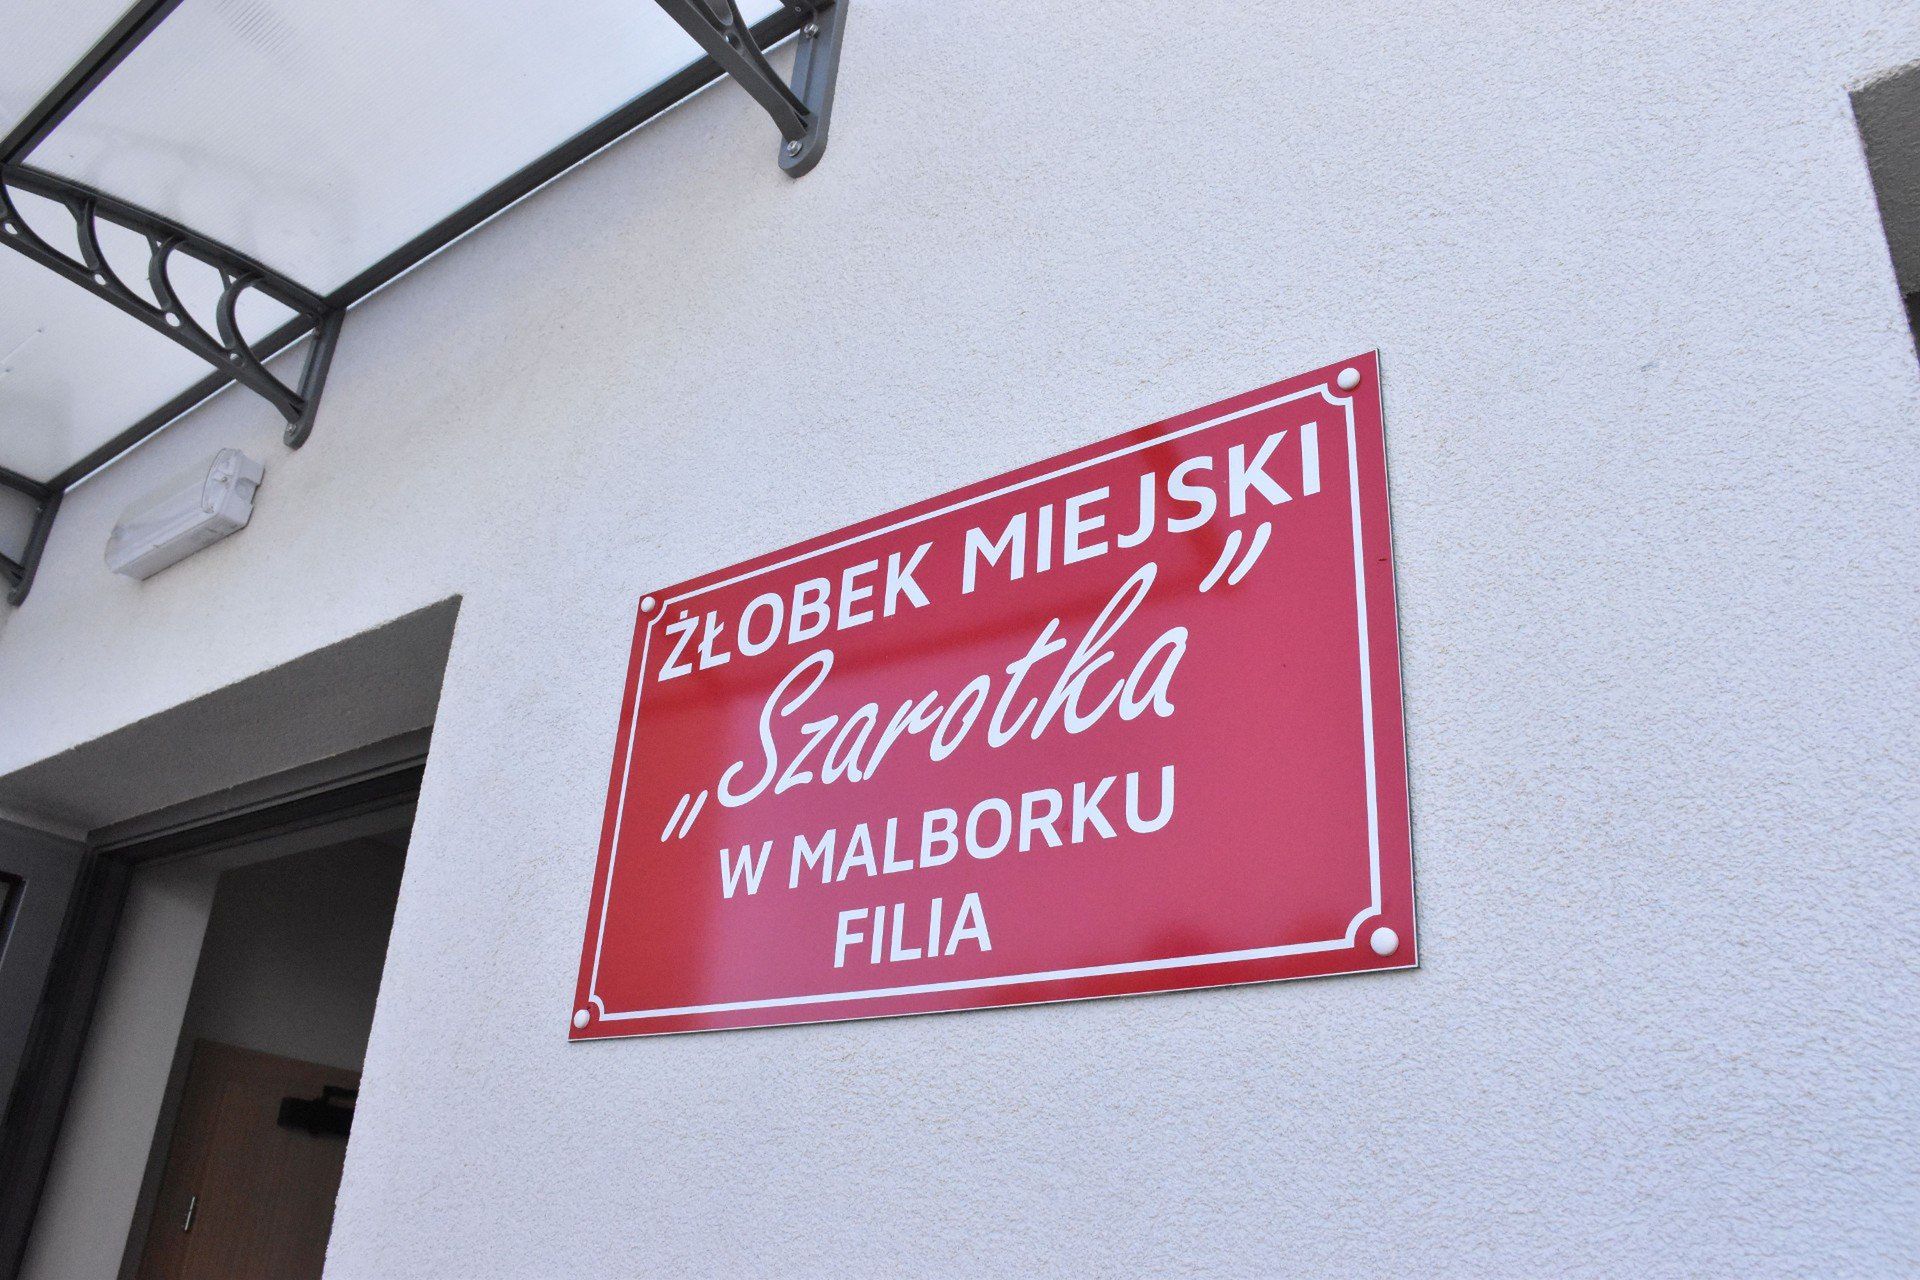 ŻŁOBEK MIEJSKI
„Szarotka”
W MALBORKU
FILIA